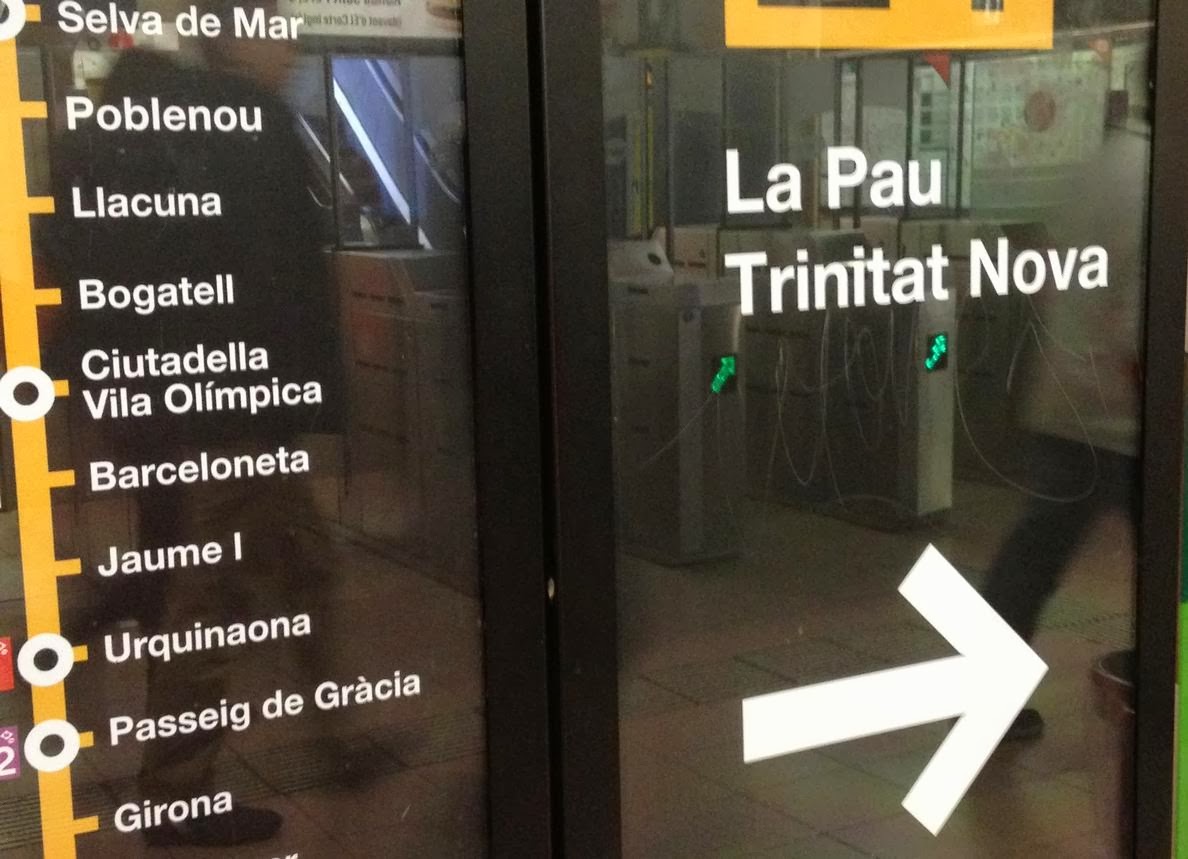 Selva de Mar
Poblenou
Llacuna
Bogatell
Ciutadella
Vila Olímpica
Barceloneta
Jaume I
Urquinaona
Passeig de Gràcia
2
Girona
La Pau
Trinitat Nova